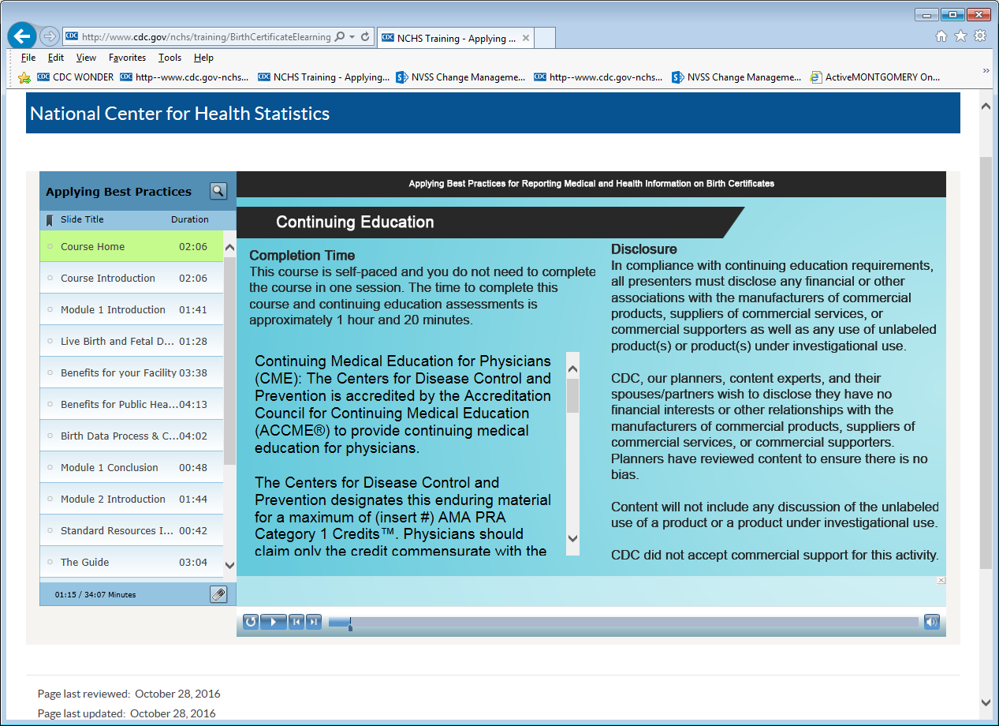 CDC http://www.cdc.gov/nchs/training/BirthCertificateElearning
CDC NCHS Training - Applying ...
File Edit View Favorites Tools Help
CDC CDC WONDER CDC http--www.cdc.gov-nchs... CDC NCHS Training - Applying... NVSS Change Manageme... CDC http--www.cdc.gov-nchs... NVSS Change Manageme... ActiveMONTGOMERY On...
National Center for Health Statistics
Applying Best Practices
Slide Title Duration
Course Home 02:06
Course Introduction 02:06
Module 1 Introduction 01:41
Live Birth and Fetal D... 01:28
Benefits for your Facility 03:38
Benefits for Public Hea... 04:13
Birth Data Process & C... 04:02
Module 1 Conclusion 00:48
Module 2 Introduction 01:44
Standard Resources I... 00:42
The Guide 03:04
01:15 / 34:07 Minutes
Applying Best Practices for Reporting Medical and Health Information on Birth Certificates
Continuing Education
Completion Time
This course is self-paced and you do not need to complete
the course in one session. The time to complete this
course and continuing education assessments is
approximately 1 hour and 20 minutes.
Continuing Medical Education for Physicians
(CME): The Centers for Disease Control and
Prevention is accredited by the Accreditation
Council for Continuing Medical Education
(ACCME®) to provide continuing medical
education for physicians.
The Centers for Disease Control and
Prevention designates this enduring material
for a maximum of (insert #) AMA PRA
Category 1 Credits™. Physicians should
claim only the credit commensurate with the
Disclosure
In compliance with continuing education requirements,
all presenters must disclose any financial or other
associations with the manufacturers of commercial
products, suppliers of commercial services, or
commercial supporters as well as any use of unlabeled
product(s) or product(s) under investigational use.
CDC, our planners, content experts, and their
spouses/partners wish to disclose they have no
financial interests or other relationships with the
manufacturers of commercial products, suppliers of
commercial services, or commercial supporters.
Planners have reviewed content to ensure there is no
bias.
Content will not include any discussion of the unlabeled
use of a product or a product under investigational use.
CDC did not accept commercial support for this activity.
Page last reviewed: October 28, 2016
Page last updated: October 28, 2016